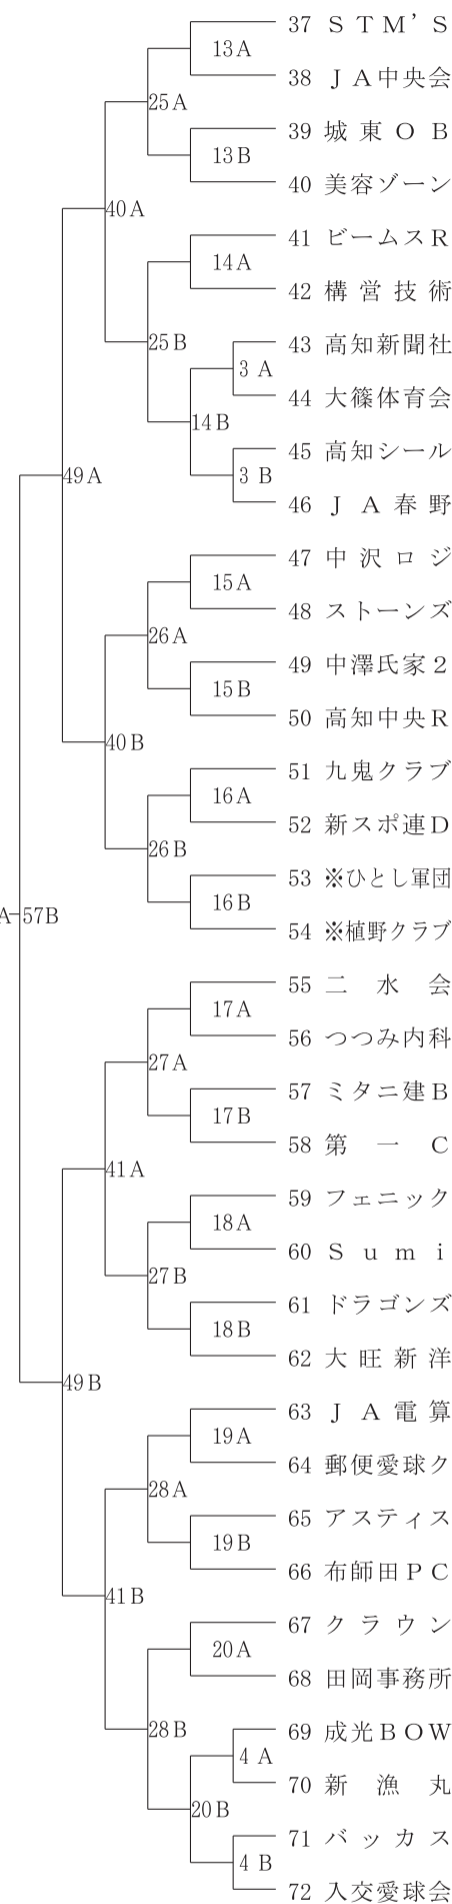 37 ＳＴＭ’Ｓ
13Ａ
38 ＪＡ中央会
25Ａ
39 城東ＯＢ
13Ｂ
40 美容ゾーン
40Ａ
41 ビームスＲ
14Ａ
42 構営技術
25Ｂ
43 高知新聞社
3Ａ
44 大篠体育会
14Ｂ
45 高知シール
49Ａ
3Ｂ
46 ＪＡ春野
47 中沢ロジ
15Ａ
48 ストーンズ
26Ａ
49 中澤氏家２
15Ｂ
50 高知中央Ｒ
40Ｂ
51 九鬼クラブ
16Ａ
52 新スポ連Ｄ
26Ｂ
53 ※ひとし軍団
16Ｂ
57Ｂ
54 ※植野クラブ
55 二水会
17Ａ
56 つつみ内科
27Ａ
57 ミタニ建Ｂ
17Ｂ
58 第一Ｃ
41Ａ
59 フェニック
18Ａ
60 Ｓｕｍｉ
27Ｂ
61 ドラゴンズ
18Ｂ
62 大旺新洋
49Ｂ
63 ＪＡ電算
19Ａ
64 郵便愛球ク
28Ａ
65 アスティス
19Ｂ
66 布師田ＰＣ
41Ｂ
67 クラウン
20Ａ
68 田岡事務所
28Ｂ
69 成光ＢＯＷ
4Ａ
70 新漁丸
20Ｂ
71 バッカス
4Ｂ
72 入交愛球会